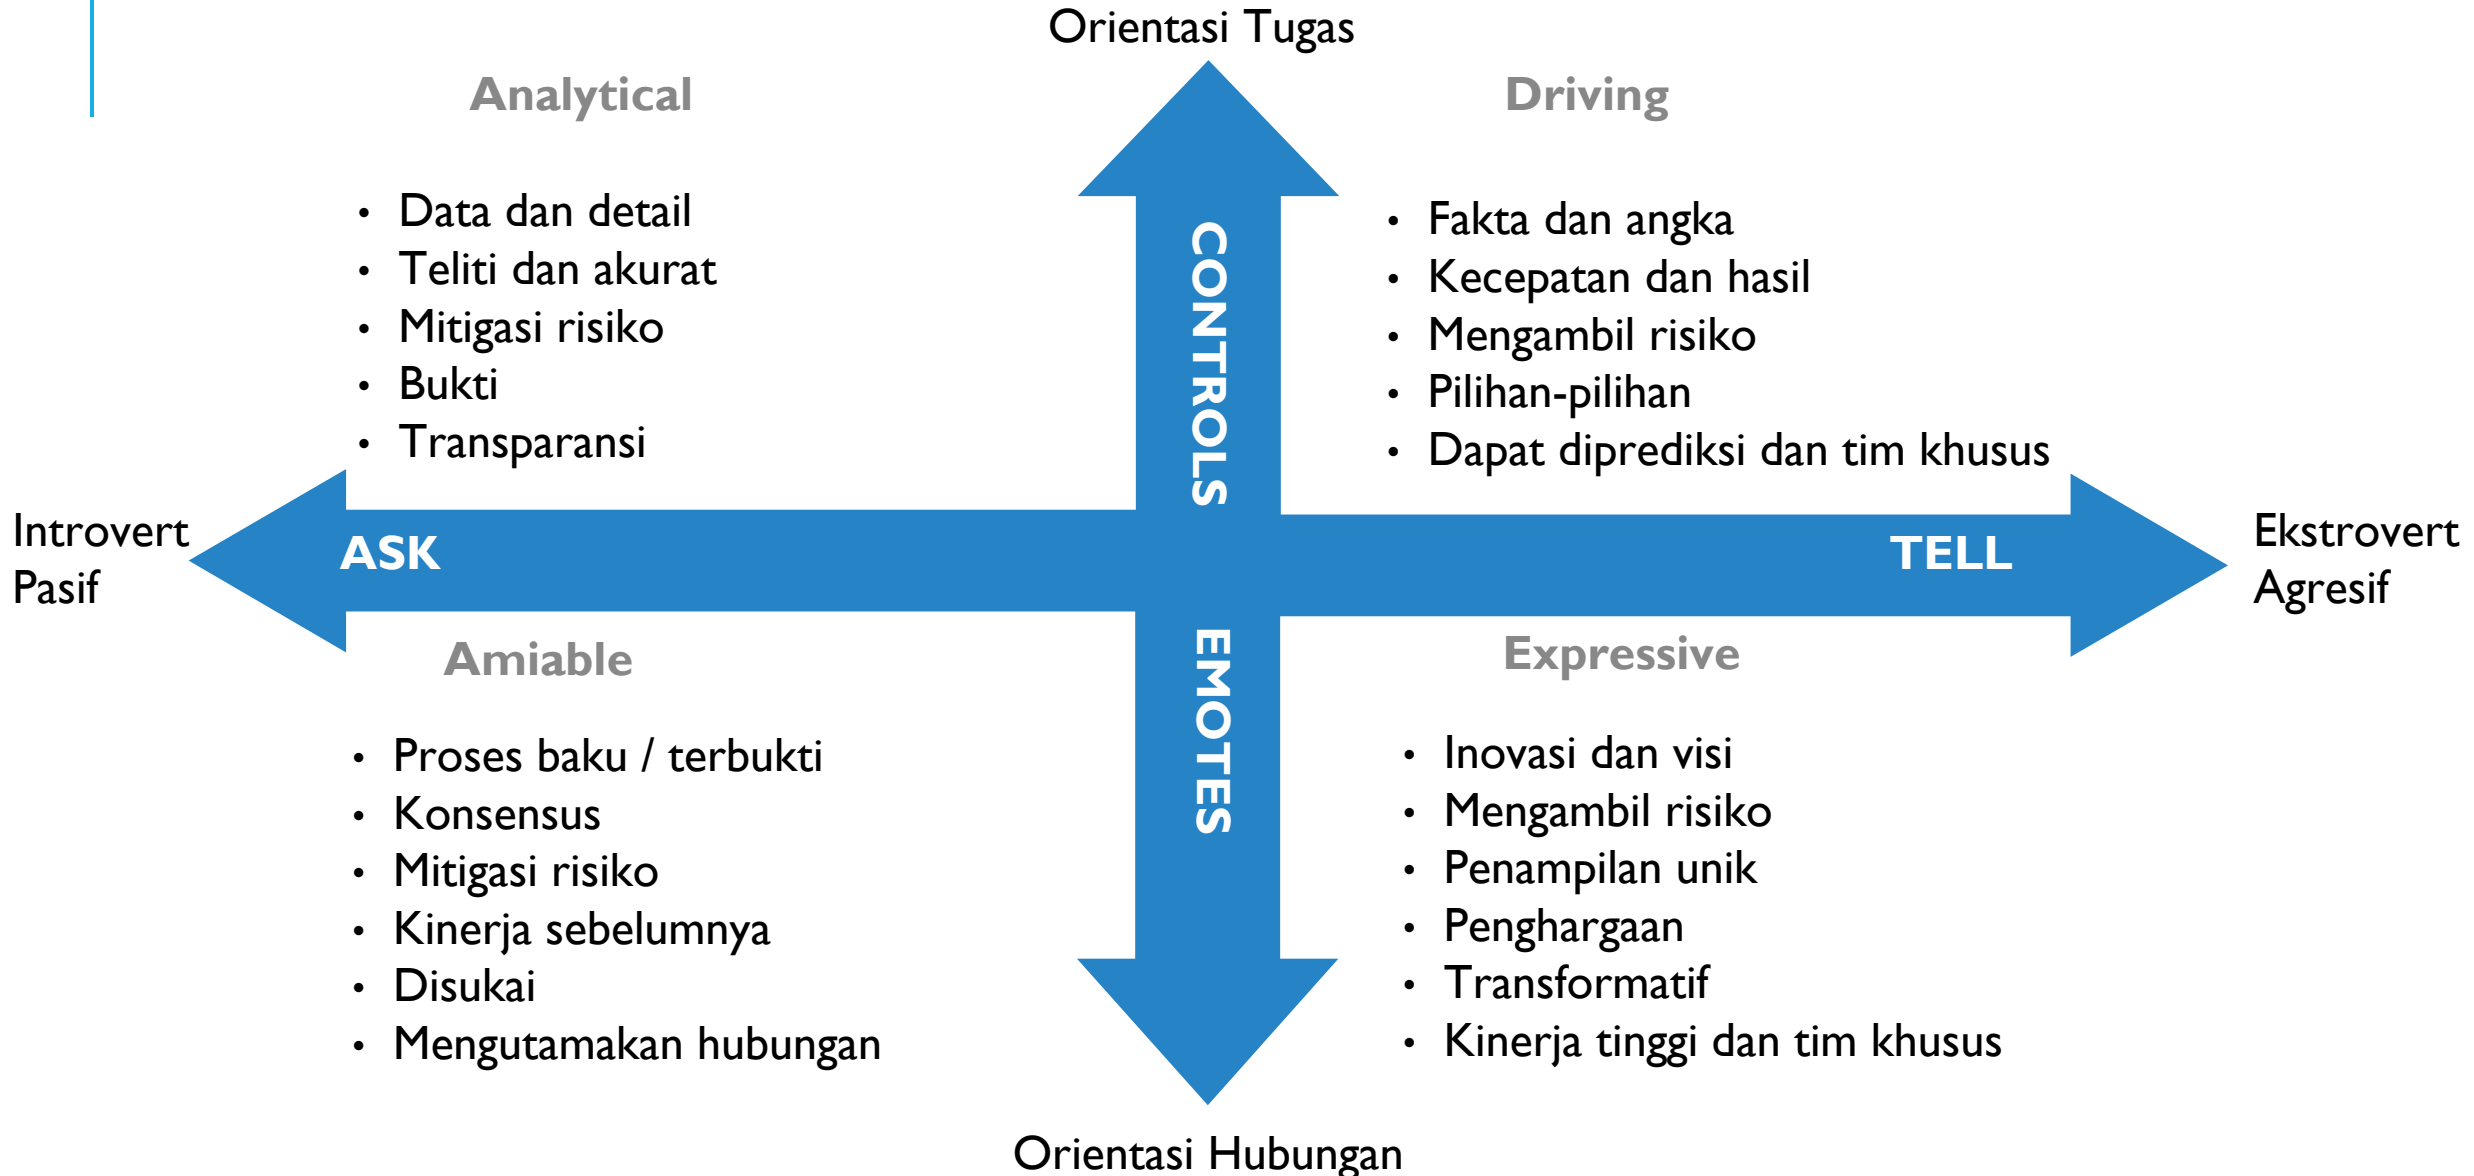 Orientasi Tugas
Analytical
• Data dan detail
• Teliti dan akurat
• Mitigasi risiko
• Bukti
• Transparansi
Driving
• Fakta dan angka
• Kecepatan dan hasil
• Mengambil risiko
• Pilihan-pilihan
• Dapat diprediksi dan tim khusus
CONTROLS
Introvert
Pasif
ASK
TELL
Ekstrovert
Agresif
EMOTES
Amiable
• Proses baku / terbukti
• Konsensus
• Mitigasi risiko
• Kinerja sebelumnya
• Disukai
• Mengutamakan hubungan
Expressive
• Inovasi dan visi
• Mengambil risiko
• Penampilan unik
• Penghargaan
• Transformatif
• Kinerja tinggi dan tim khusus
Orientasi Hubungan